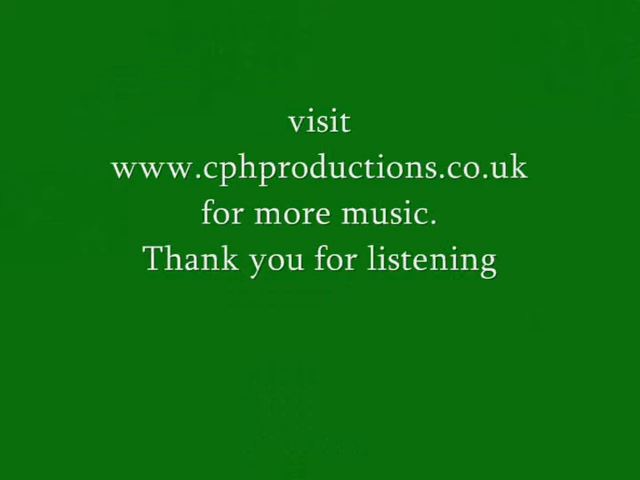 visit
www.cphproductions.co.uk
for more music.
Thank you for listening